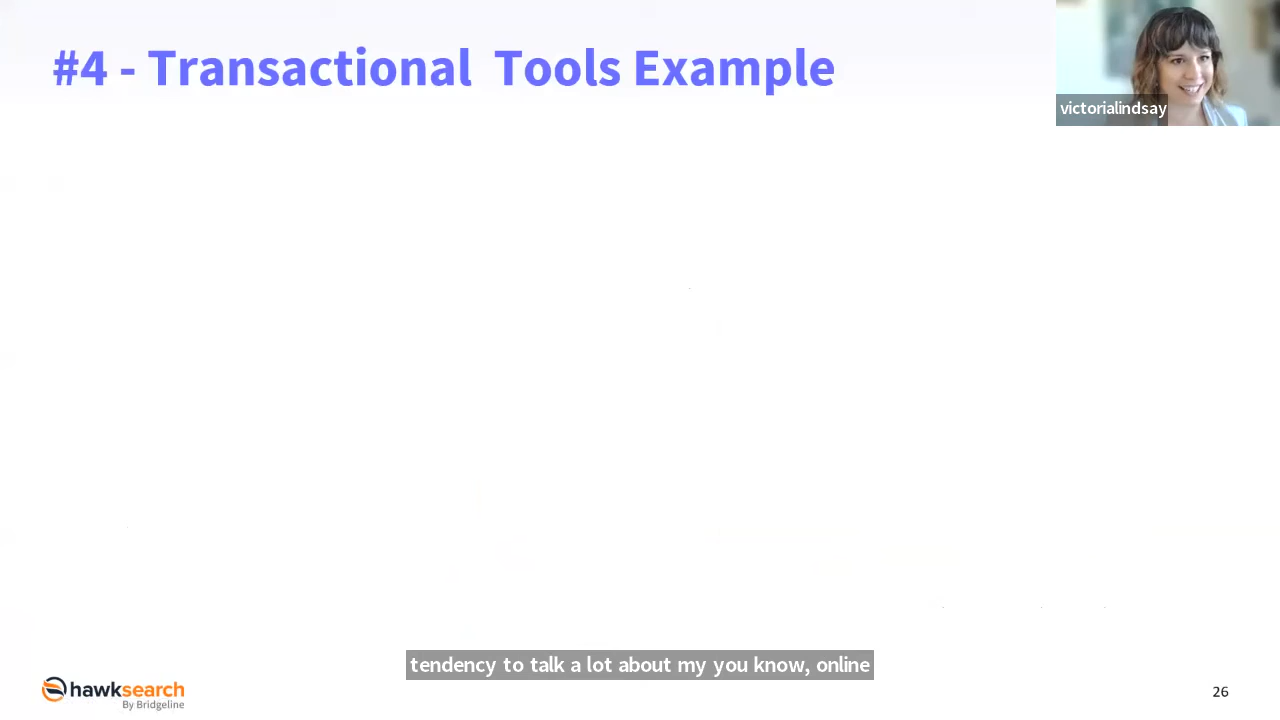 #4 - Transactional  Tools Example
victorialindsay
tendency to talk a lot about my you know, online
hawksearch
By Bridgeline
26